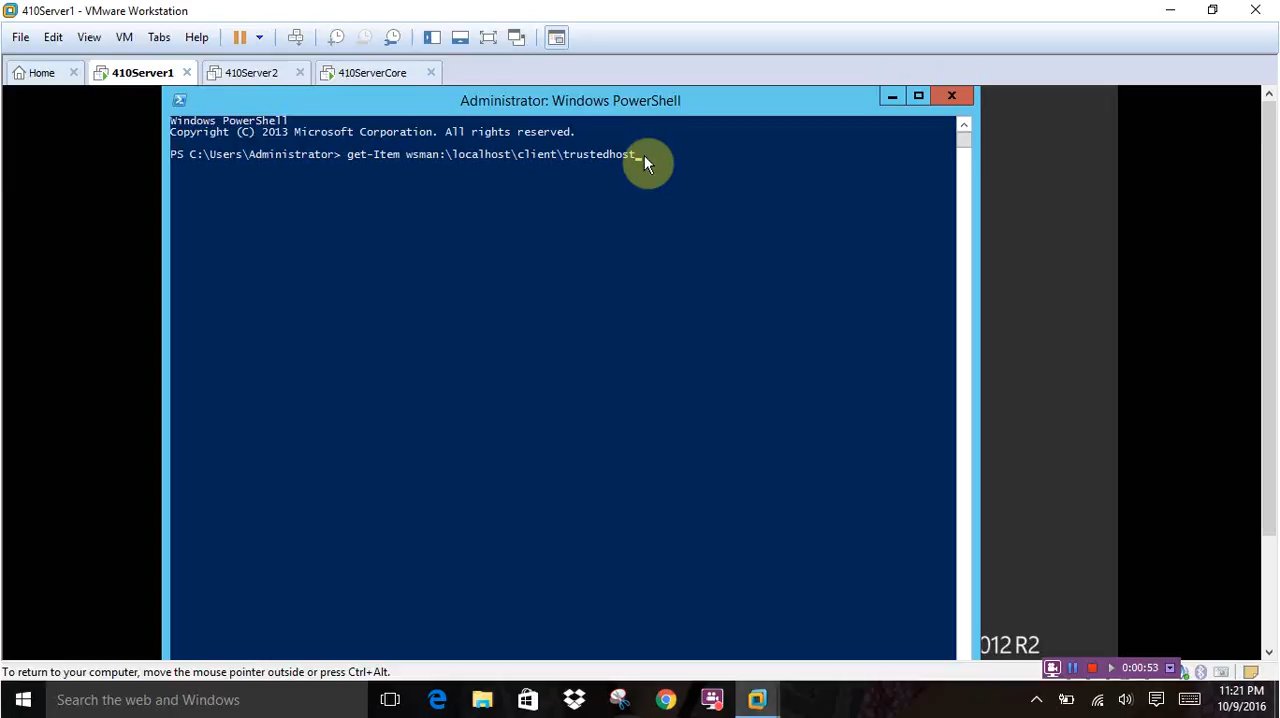 410Server1 - VMware Workstation
File Edit View VM Tabs Help
Home 410Server1 410Server2 410ServerCore
Administrator: Windows PowerShell
Windows PowerShell
Copyright (C) 2013 Microsoft Corporation. All rights reserved.
PS C:\Users\Administrator> get-Item wsman:\localhost\client\trustedhost_
012 R2
To return to your computer, move the mouse pointer outside or press Ctrl+Alt.
0:00:53
Search the web and Windows
11:21 PM
10/9/2016